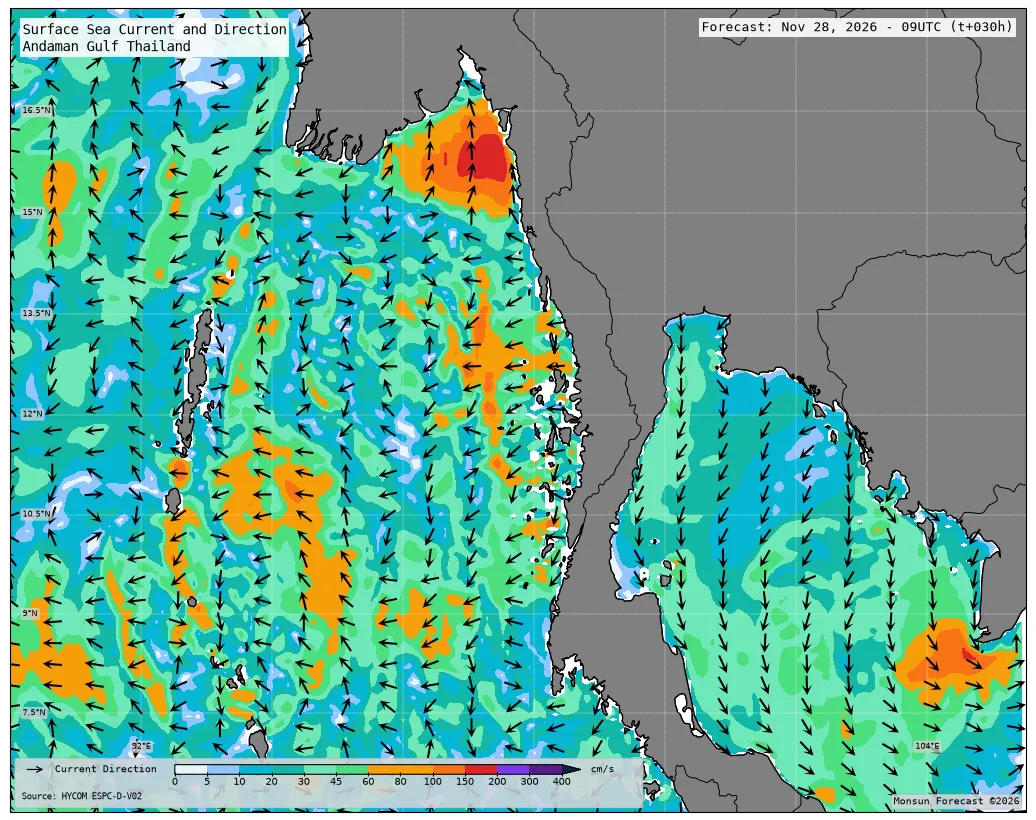 Surface Sea Current and Direction
Andaman Gulf Thailand
Forecast: Nov 28, 2026 - 09UTC (t+030h)
16.5°N
15°N
13.5°N
12°N
10.5°N
9°N
7.5°N
92°E
104°E
Current Direction
0 5 10 20 30 45 60 80 100 150 200 300 400 cm/s
Source: HYCOM ESPC-D-V02
Monsun Forecast ©2026